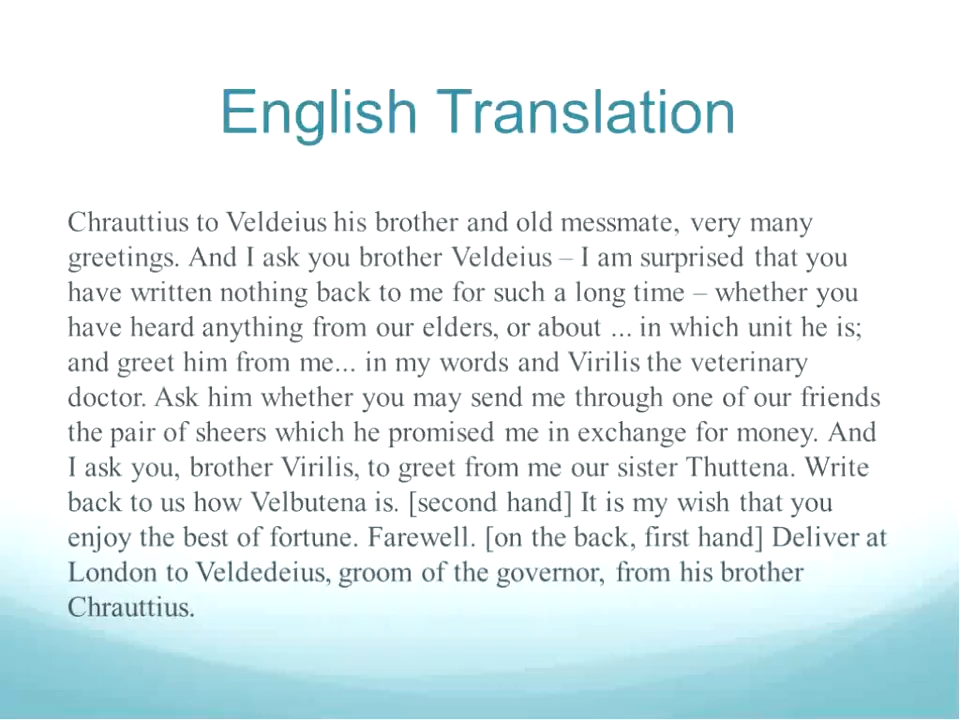 English Translation
Chrauttius to Veldeius his brother and old messmate, very many
greetings. And I ask you brother Veldeius – I am surprised that you
have written nothing back to me for such a long time – whether you
have heard anything from our elders, or about ... in which unit he is;
and greet him from me... in my words and Virilis the veterinary
doctor. Ask him whether you may send me through one of our friends
the pair of sheers which he promised me in exchange for money. And
I ask you, brother Virilis, to greet from me our sister Thuttena. Write
back to us how Velbutena is. [second hand] It is my wish that you
enjoy the best of fortune. Farewell. [on the back, first hand] Deliver at
London to Veldedeius, groom of the governor, from his brother
Chrauttius.